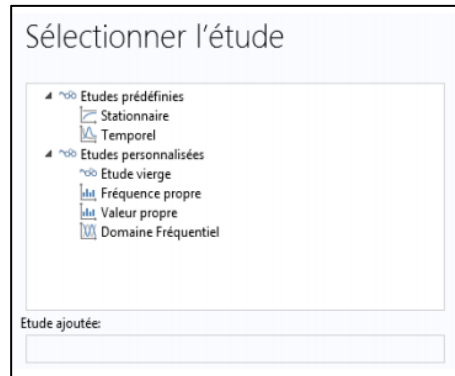 Sélectionner l'étude
Etudes prédéfinies
Stationnaire
Temporel
Etudes personnalisées
Etude vierge
Fréquence propre
Valeur propre
Domaine Fréquentiel
Etude ajoutée: